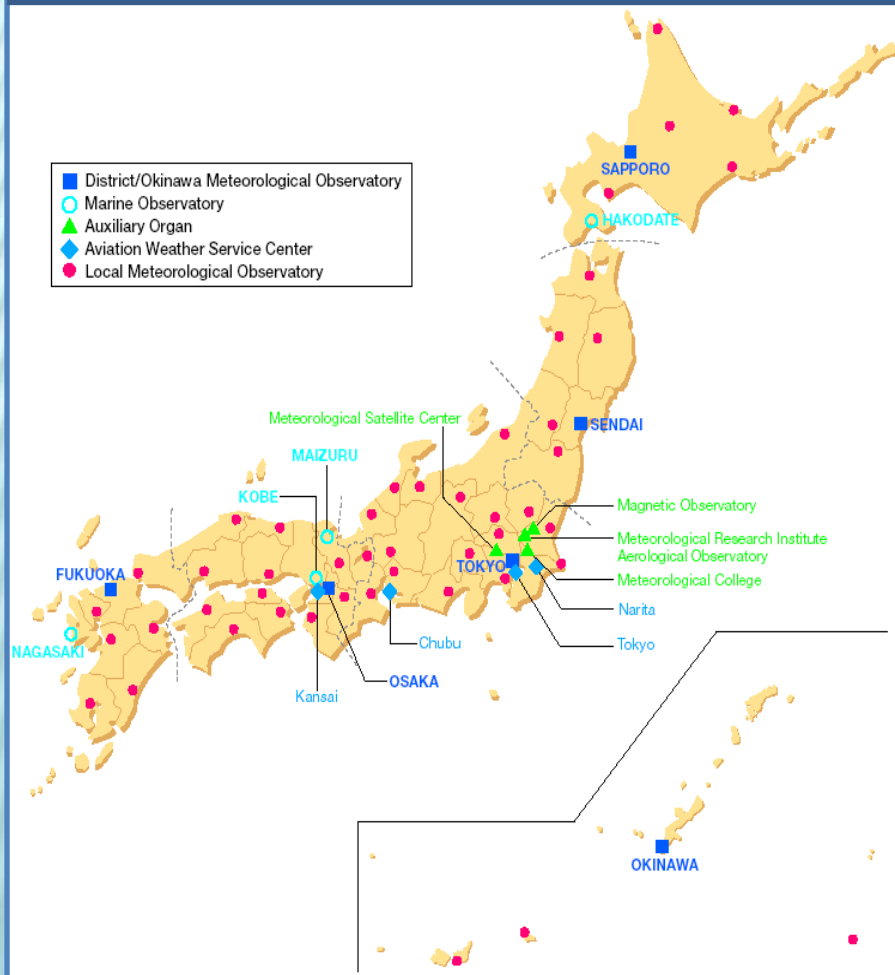 SAPPORO
District/Okinawa Meteorological Observatory
Marine Observatory
Auxiliary Organ
Aviation Weather Service Center
Local Meteorological Observatory
HAKODATE
Meteorological Satellite Center
SENDAI
MAIZURU
KOBE
Magnetic Observatory
Meteorological Research Institute
Aerological Observatory
FUKUOKA
TOKYO
Meteorological College
Narita
NAGASAKI
Chubu
Tokyo
Kansai
OSAKA
OKINAWA